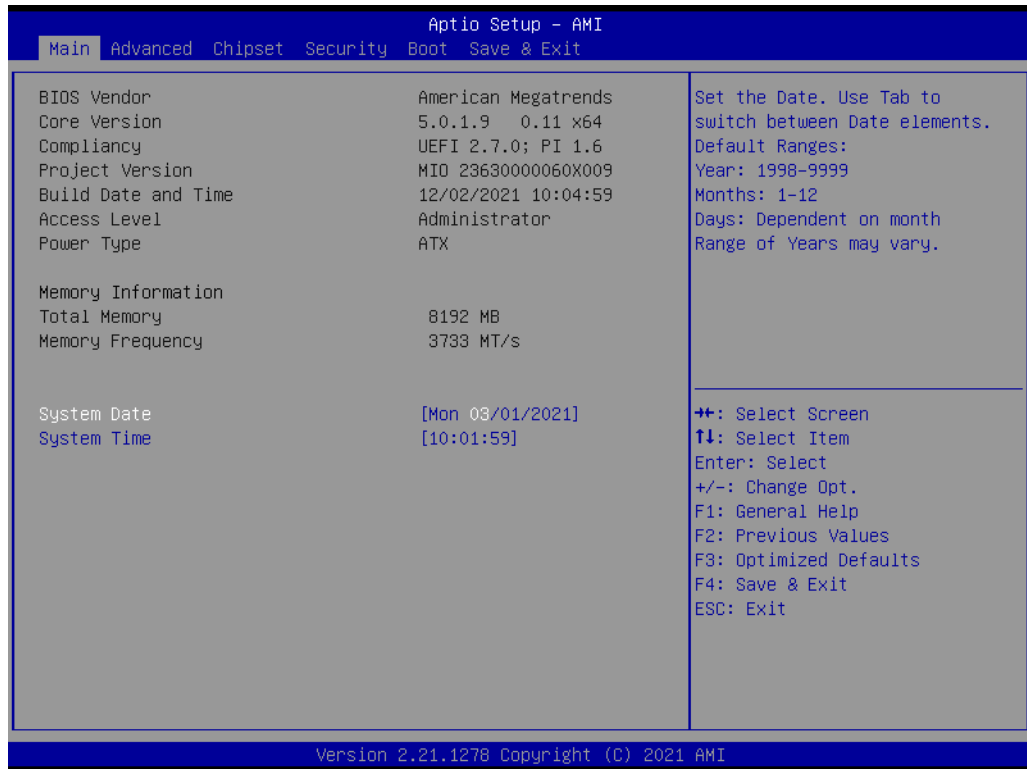 Aptio Setup – AMI
Main Advanced Chipset Security Boot Save & Exit
BIOS Vendor American Megatrends
Core Version 5.0.1.9 0.11 x64
Compliancy UEFI 2.7.0; PI 1.6
Project Version MIO 23630000060X009
Build Date and Time 12/02/2021 10:04:59
Access Level Administrator
Power Type ATX
Memory Information
Total Memory 8192 MB
Memory Frequency 3733 MT/s
System Date [Mon 03/01/2021]
System Time [10:01:59]
Set the Date. Use Tab to
switch between Date elements.
Default Ranges:
Year: 1998-9999
Months: 1-12
Days: Dependent on month
Range of Years may vary.
→←: Select Screen
↑↓: Select Item
Enter: Select
+/-: Change Opt.
F1: General Help
F2: Previous Values
F3: Optimized Defaults
F4: Save & Exit
ESC: Exit
Version 2.21.1278 Copyright (C) 2021 AMI